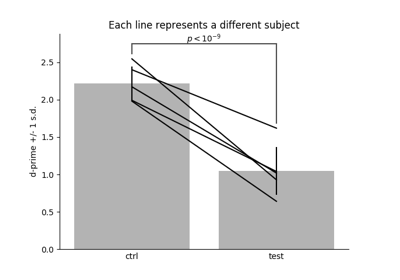 Each line represents a different subject
p < 10⁻⁹
d-prime +/- 1 s.d.
2.5
2.0
1.5
1.0
0.5
0.0
ctrl
test